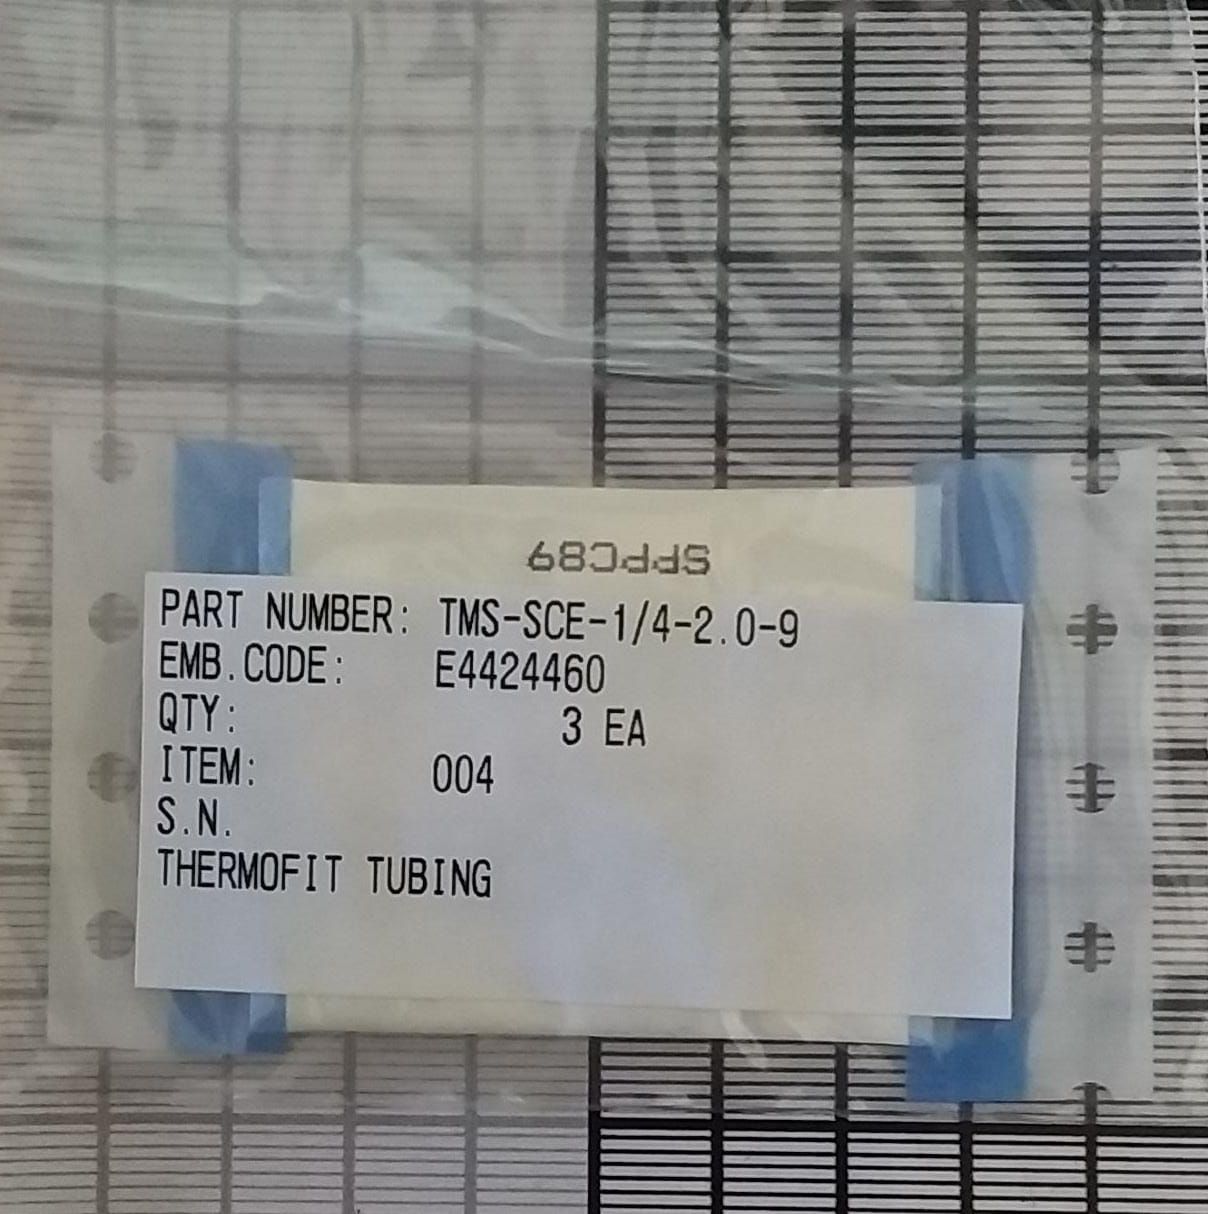 SPPC89
PART NUMBER: TMS-SCE-1/4-2.0-9
EMB.CODE: E4424460
QTY: 3 EA
ITEM: 004
S.N.
THERMOFIT TUBING